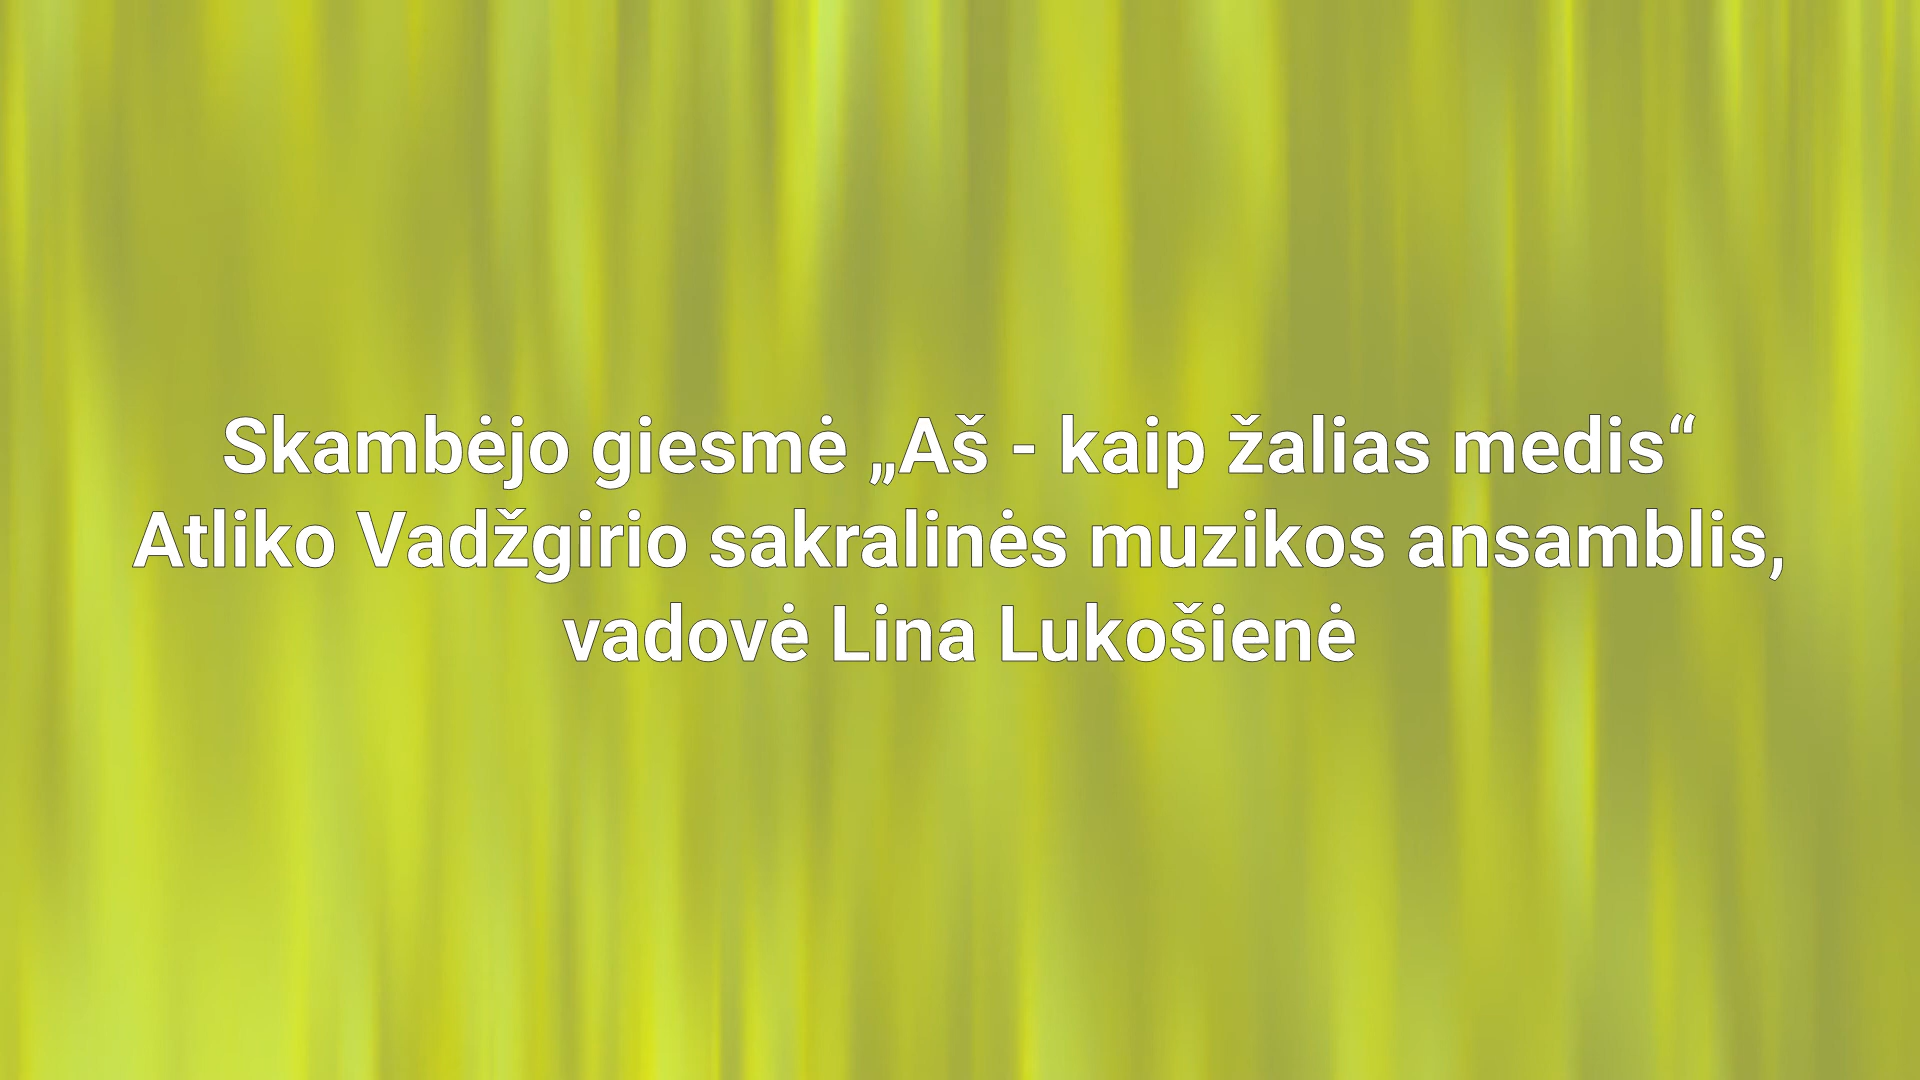 Skambėjo giesmė „Aš - kaip žalias medis“
Atliko Vadžgirio sakralinės muzikos ansamblis,
vadovė Lina Lukošienė